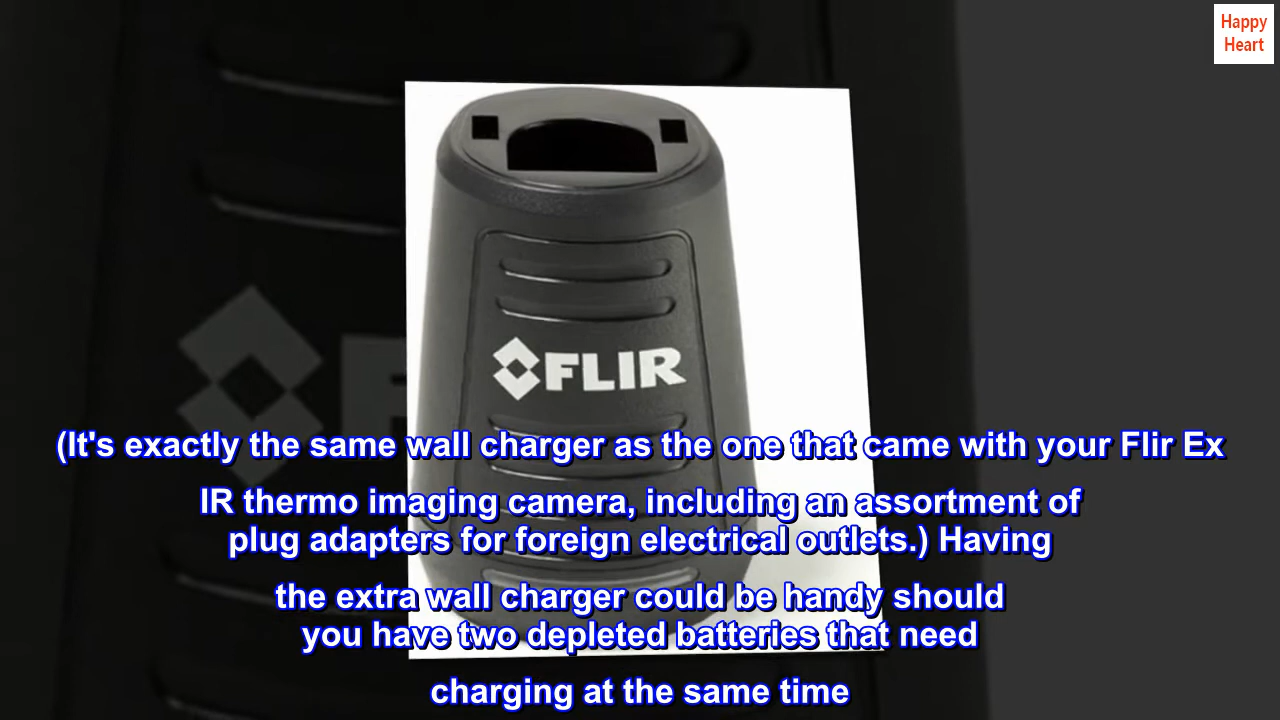 Happy
Heart
FLIR
(It's exactly the same wall charger as the one that came with your Flir Ex
IR thermo imaging camera, including an assortment of
plug adapters for foreign electrical outlets.) Having
the extra wall charger could be handy should
you have two depleted batteries that need
charging at the same time